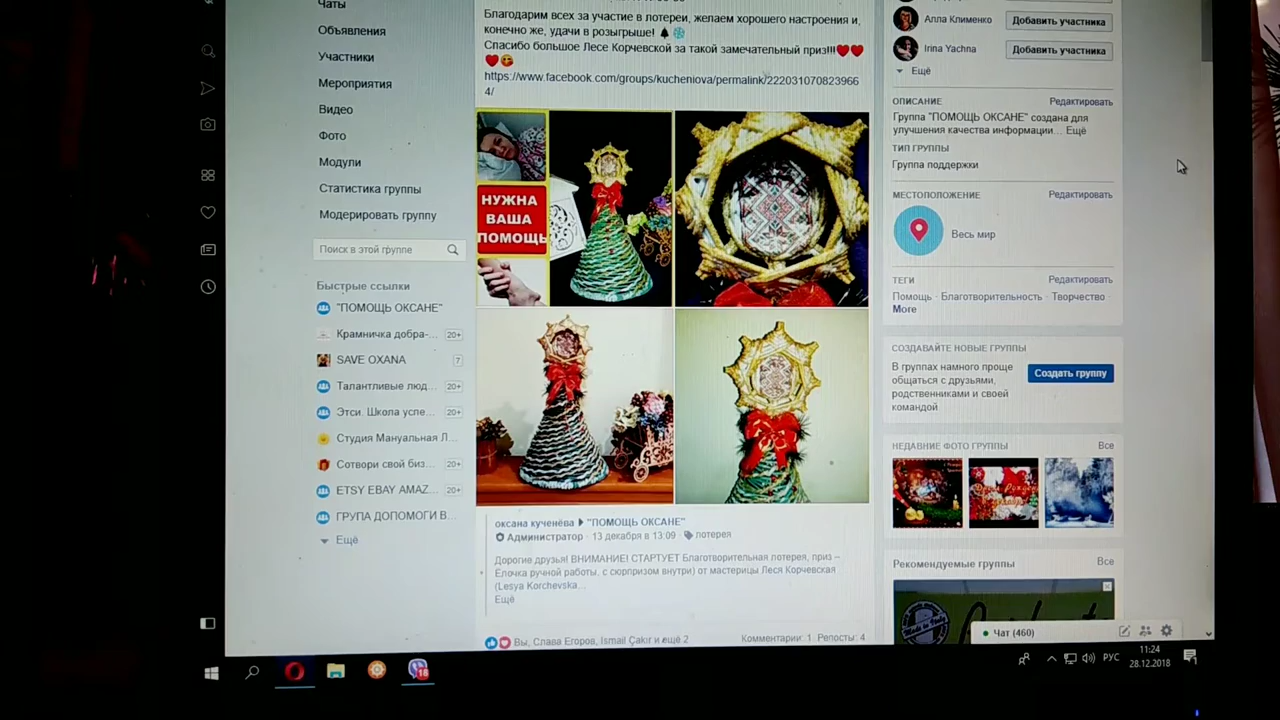 Чаты
Объявления
Участники
Мероприятия
Видео
Фото
Модули
Статистика группы
Модерировать группу
Поиск в этой группе
Быстрые ссылки
"ПОМОЩЬ ОКСАНЕ"
Крамничка добра-... 20+
SAVE OXANA 7
Талантливые люд... 20+
Этси. Школа успе... 20+
Студия Мануальная Л...
Сотвори свой биз... 20+
ETSY EBAY AMAZ... 20+
ГРУПА ДОПОМОГИ В...
Ещё
Благодарим всех за участие в лотереи, желаем хорошего настроения и,
конечно же, удачи в розыгрыше!
Спасибо большое Лесе Корчевской за такой замечательный приз!!!
https://www.facebook.com/groups/kucheniova/permalink/222031070823966
4/
НУЖНА
ВАША
ПОМОЩЬ
оксана кученёва ▸ "ПОМОЩЬ ОКСАНЕ"
Администратор · 13 декабря в 13:09 · лотерея
Дорогие друзья! ВНИМАНИЕ! СТАРТУЕТ Благотворительная лотерея, приз –
Ёлочка ручной работы, с сюрпризом внутри) от мастерицы Леся Корчевская
(Lesya Korchevska...
Ещё
Вы, Слава Егоров, Ismail Çakır и ещё 2
Комментарии: 1 Репосты: 4
Алла Клименко Добавить участника
Irina Yachna Добавить участника
Ещё
ОПИСАНИЕ Редактировать
Группа "ПОМОЩЬ ОКСАНЕ" создана для
улучшения качества информации... Ещё
ТИП ГРУППЫ
Группа поддержки
МЕСТОПОЛОЖЕНИЕ Редактировать
Весь мир
ТЕГИ Редактировать
Помощь · Благотворительность · Творчество ·
More
СОЗДАВАЙТЕ НОВЫЕ ГРУППЫ
В группах намного проще
общаться с друзьями,
родственниками и своей
командой.
Создать группу
НЕДАВНИЕ ФОТО ГРУППЫ Все
Рекомендуемые группы Все
Чат (460)
18
РУС
11:24
28.12.2018
1